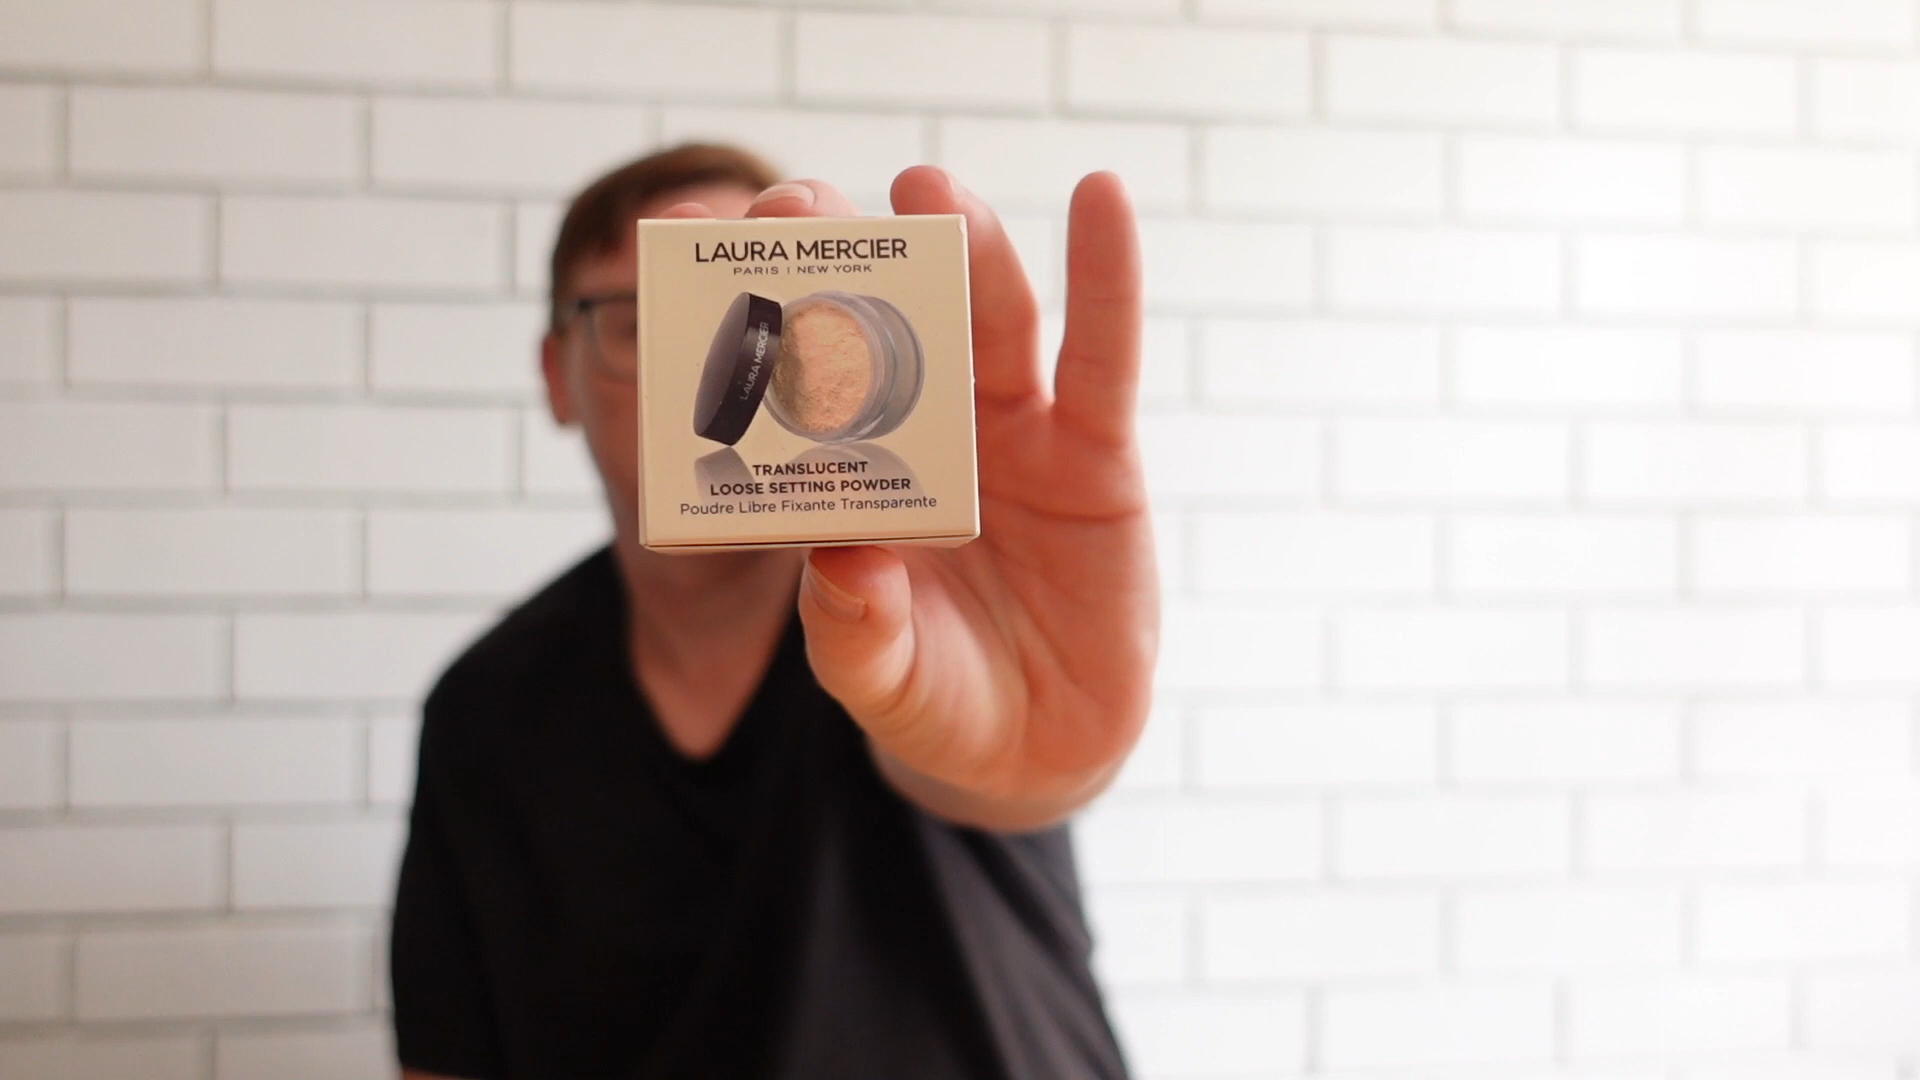 LAURA MERCIER
PARIS | NEW YORK
LAURA MERCIER
TRANSLUCENT
LOOSE SETTING POWDER
Poudre Libre Fixante Transparente